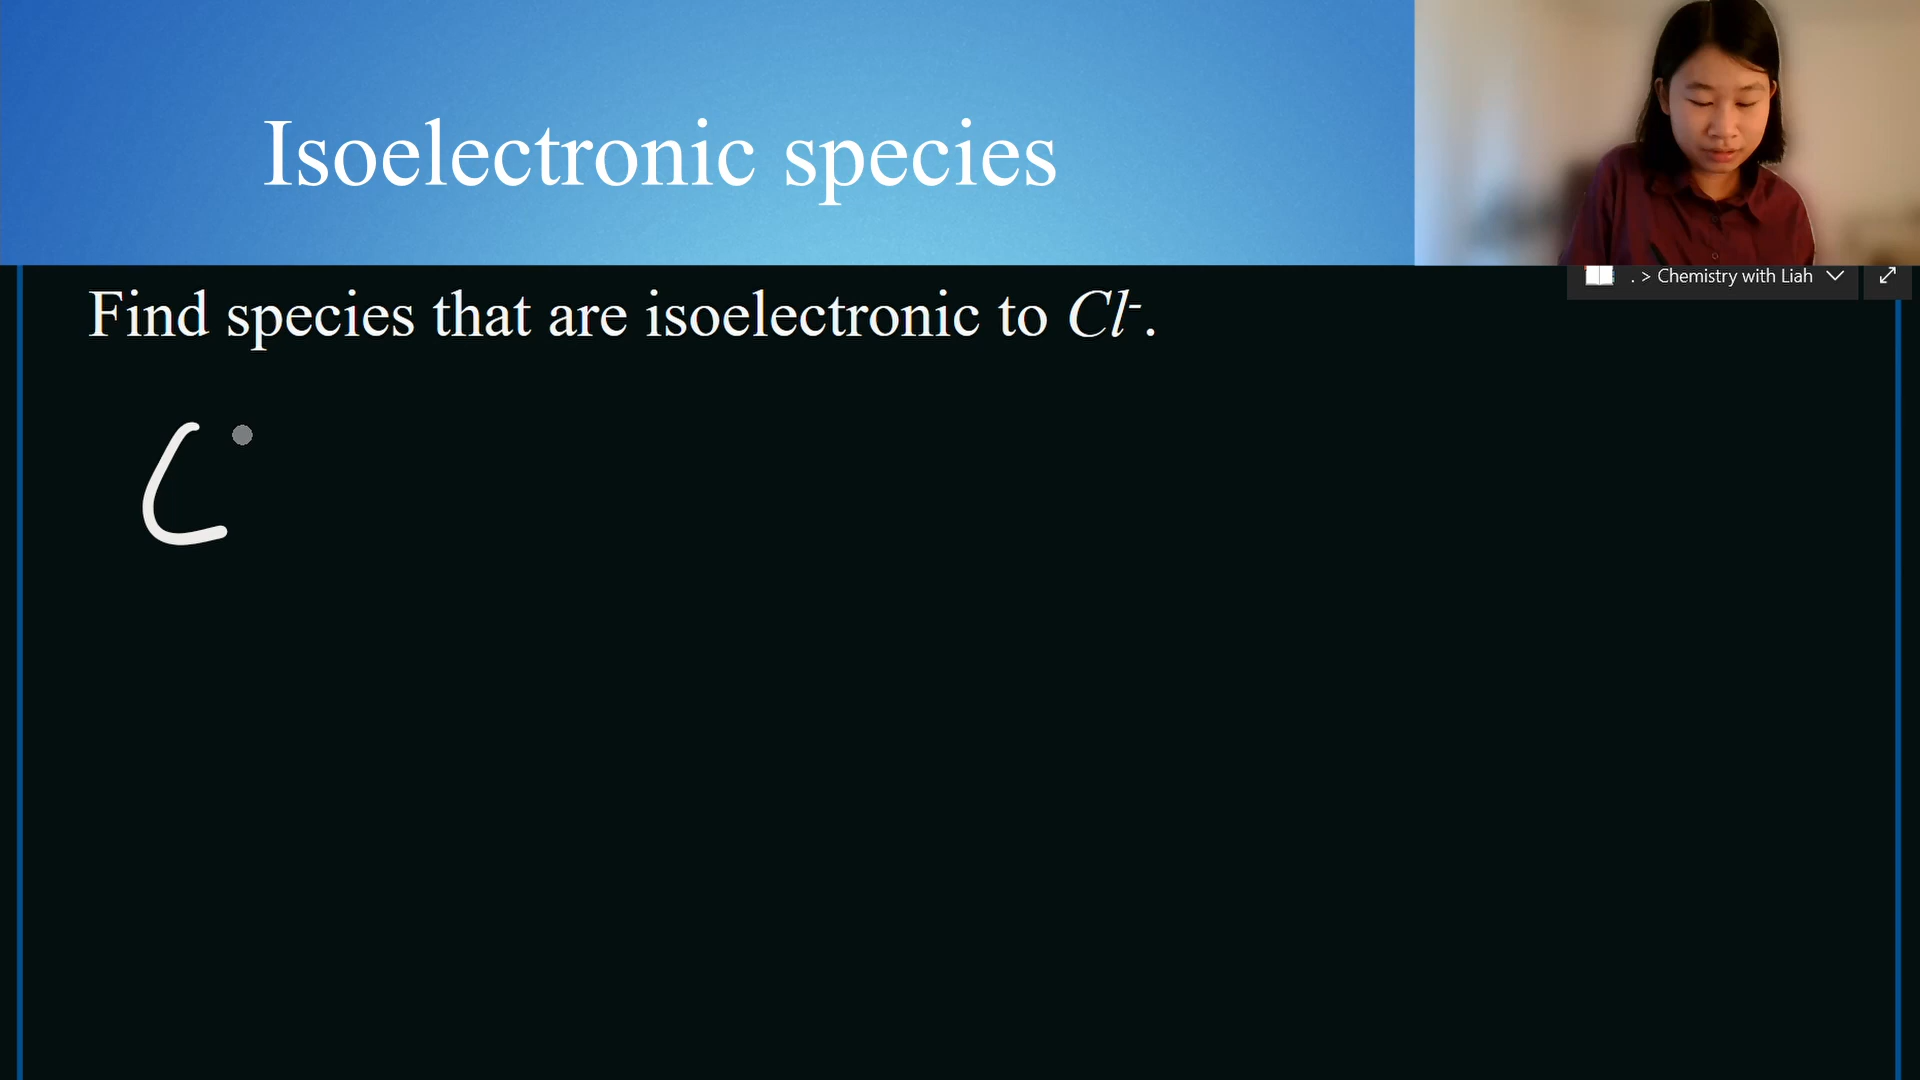 Isoelectronic species
. > Chemistry with Liah
Find species that are isoelectronic to Cl⁻.
C